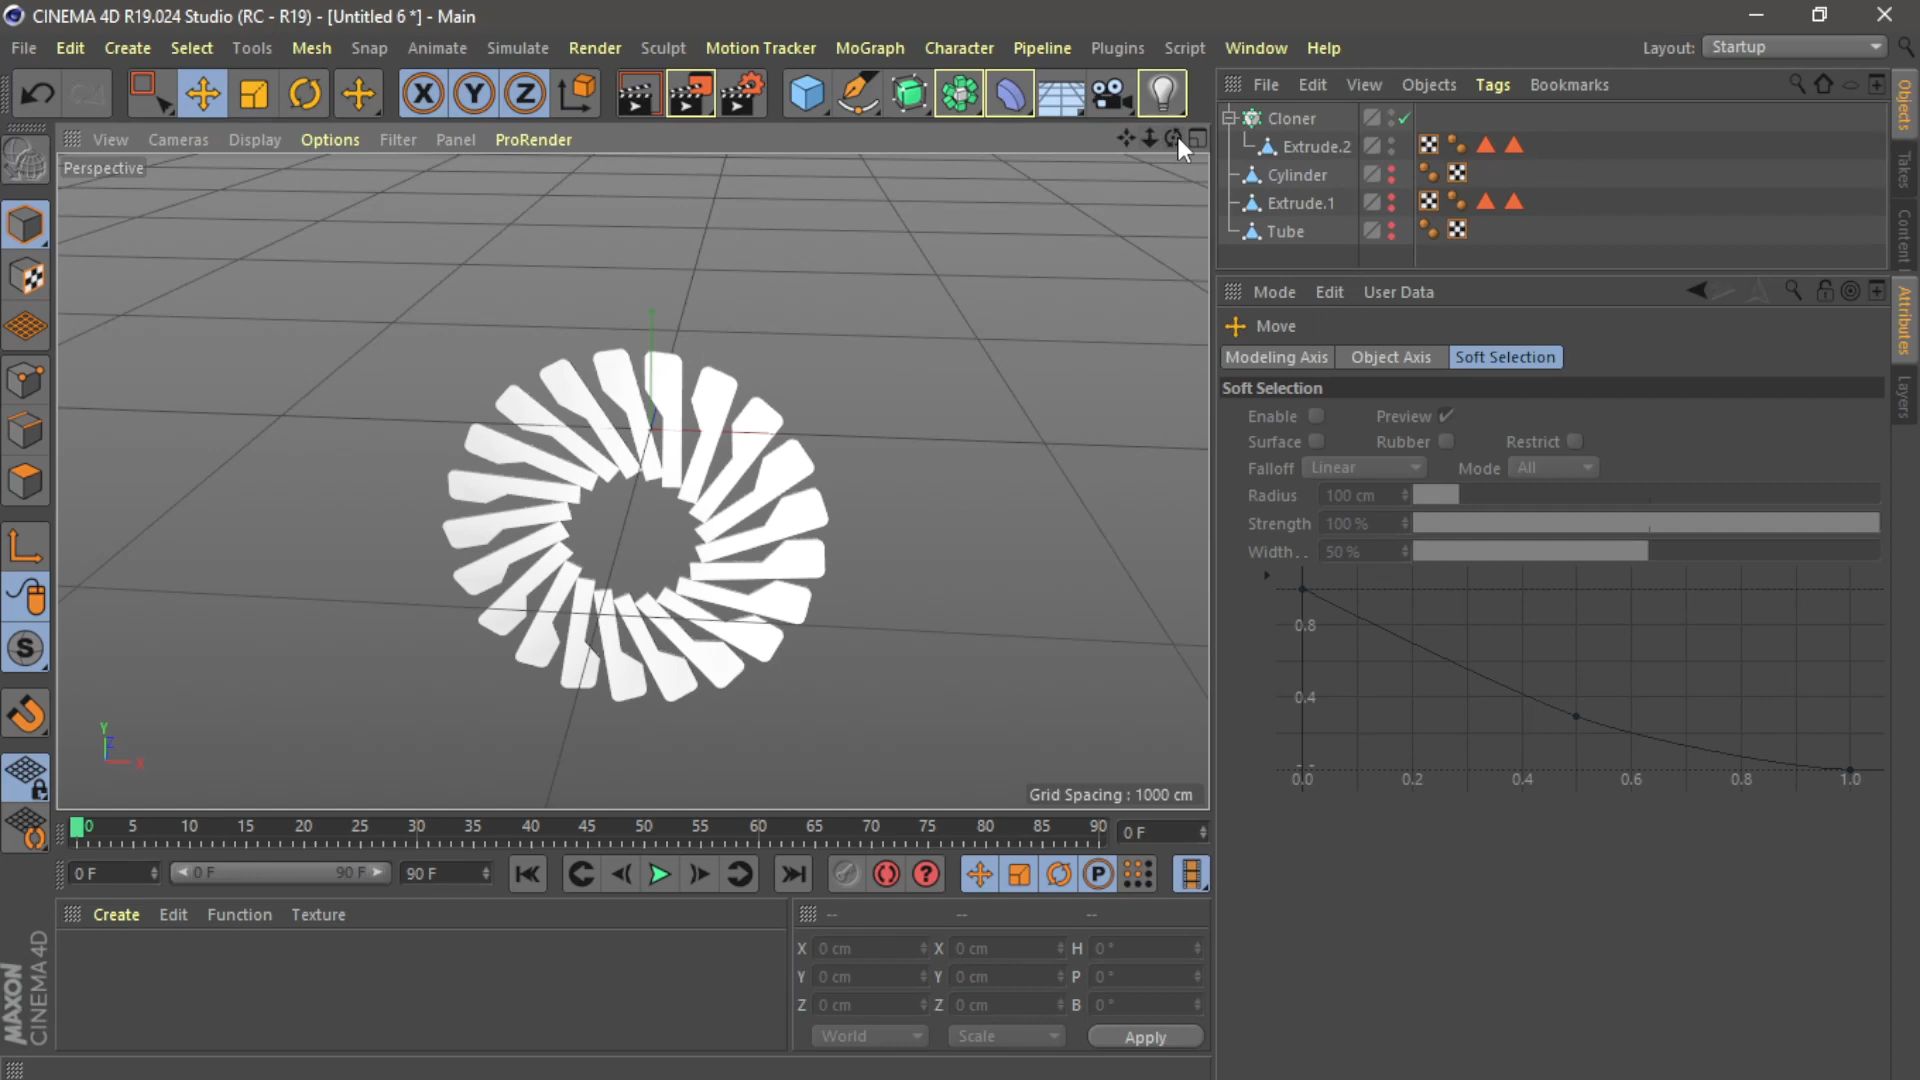 CINEMA 4D R19.024 Studio (RC - R19) - [Untitled 6 *] - Main
File Edit Create Select Tools Mesh Snap Animate Simulate Render Sculpt Motion Tracker MoGraph Character Pipeline Plugins Script Window Help Layout: Startup
X Y Z
File Edit View Objects Tags Bookmarks
Objects
Takes
Content
Attributes
Layers
View Cameras Display Options Filter Panel ProRender
Perspective
Cloner
Extrude.2
Cylinder
Extrude.1
Tube
Mode Edit User Data
Move
Modeling Axis Object Axis Soft Selection
Soft Selection
Enable Preview
Surface Rubber Restrict
Falloff Linear Mode All
Radius 100 cm
Strength 100 %
Width . . 50 %
0.8
0.4
0.0 0.2 0.4 0.6 0.8 1.0
S
Y
Z
X
Grid Spacing : 1000 cm
0 5 10 15 20 25 30 35 40 45 50 55 60 65 70 75 80 85 90 0 F
0 F 0 F 90 F 90 F P
Create Edit Function Texture
-- -- --
X 0 cm X 0 cm H 0 °
Y 0 cm Y 0 cm P 0 °
Z 0 cm Z 0 cm B 0 °
World Scale Apply
MAXON
CINEMA 4D